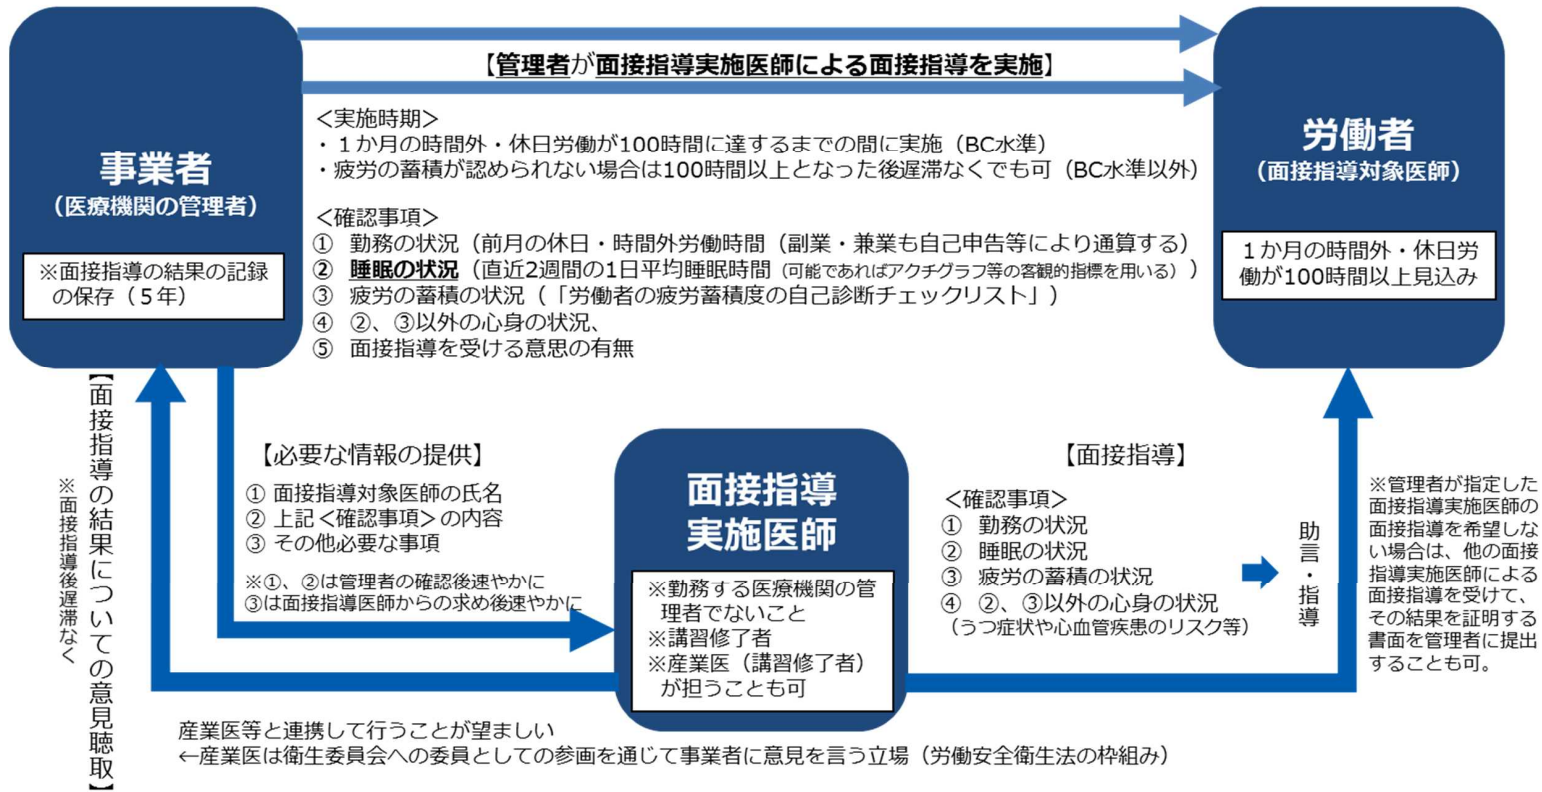 事業者
（医療機関の管理者）
※面接指導の結果の記録
の保存（５年）
【管理者が面接指導実施医師による面接指導を実施】
＜実施時期＞
・１か月の時間外・休日労働が100時間に達するまでの間に実施（BC水準）
・疲労の蓄積が認められない場合は100時間以上となった後遅滞なくでも可（BC水準以外）
＜確認事項＞
① 勤務の状況（前月の休日・時間外労働時間（副業・兼業も自己申告等により通算する）
② 睡眠の状況（直近2週間の1日平均睡眠時間（可能であればアクチグラフ等の客観的指標を用いる））
③ 疲労の蓄積の状況（「労働者の疲労蓄積度の自己診断チェックリスト」）
④ ②、③以外の心身の状況、
⑤ 面接指導を受ける意思の有無
労働者
（面接指導対象医師）
１か月の時間外・休日労
働が100時間以上見込み
【面接指導の結果についての意見聴取】
※面接指導後遅滞なく
【必要な情報の提供】
① 面接指導対象医師の氏名
② 上記＜確認事項＞の内容
③ その他必要な事項
※①、②は管理者の確認後速やかに
③は面接指導医師からの求め後速やかに
面接指導
実施医師
※勤務する医療機関の管
理者でないこと
※講習修了者
※産業医（講習修了者）
が担うことも可
【面接指導】
＜確認事項＞
① 勤務の状況
② 睡眠の状況
③ 疲労の蓄積の状況
④ ②、③以外の心身の状況
（うつ症状や心血管疾患のリスク等）
助言・指導
※管理者が指定した
面接指導実施医師の
面接指導を希望しな
い場合は、他の面接
指導実施医師による
面接指導を受けて、
その結果を証明する
書面を管理者に提出
することも可。
産業医等と連携して行うことが望ましい
←産業医は衛生委員会への委員としての参画を通じて事業者に意見を言う立場（労働安全衛生法の枠組み）